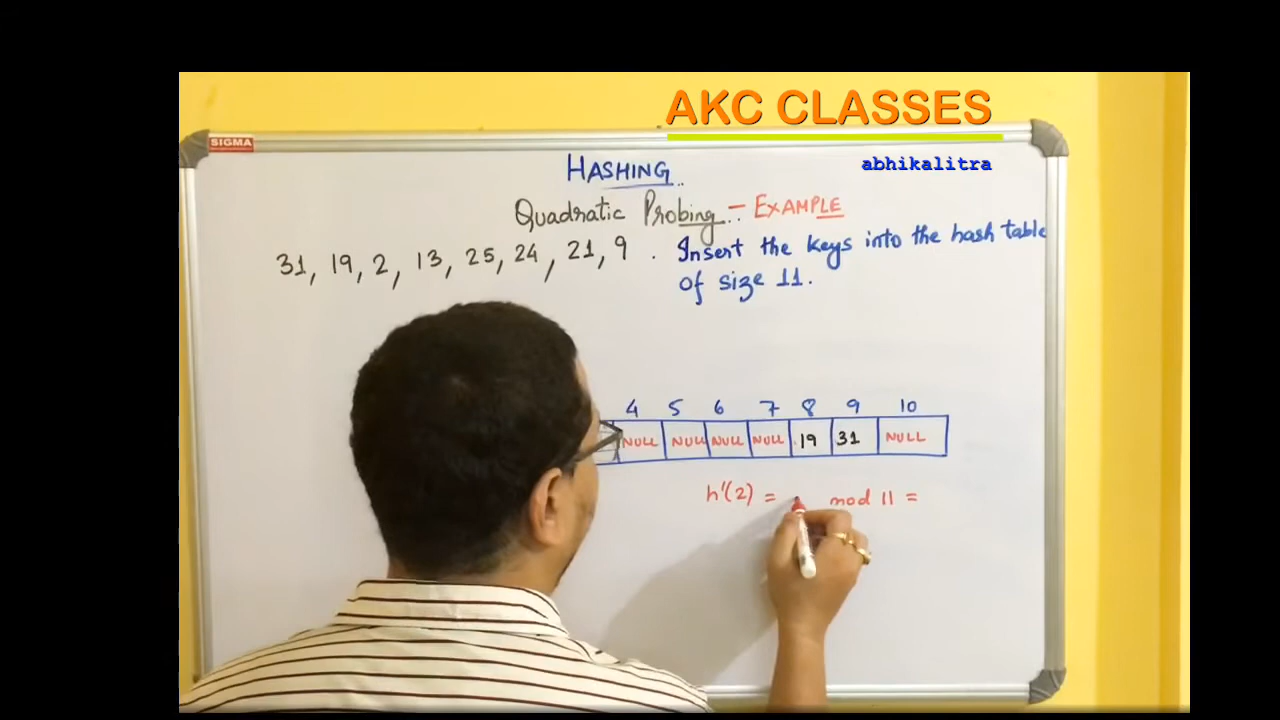 AKC CLASSES
SIGMA
abhikalitra
HASHING
Quadratic Probing - EXAMPLE
31, 19, 2, 13, 25, 24, 21, 9. Insert the keys into the hash table
of size 11.
4 5 6 7 8 9 10
NULL NULL NULL NULL 19 31 NULL
h'(2) = mod 11 =